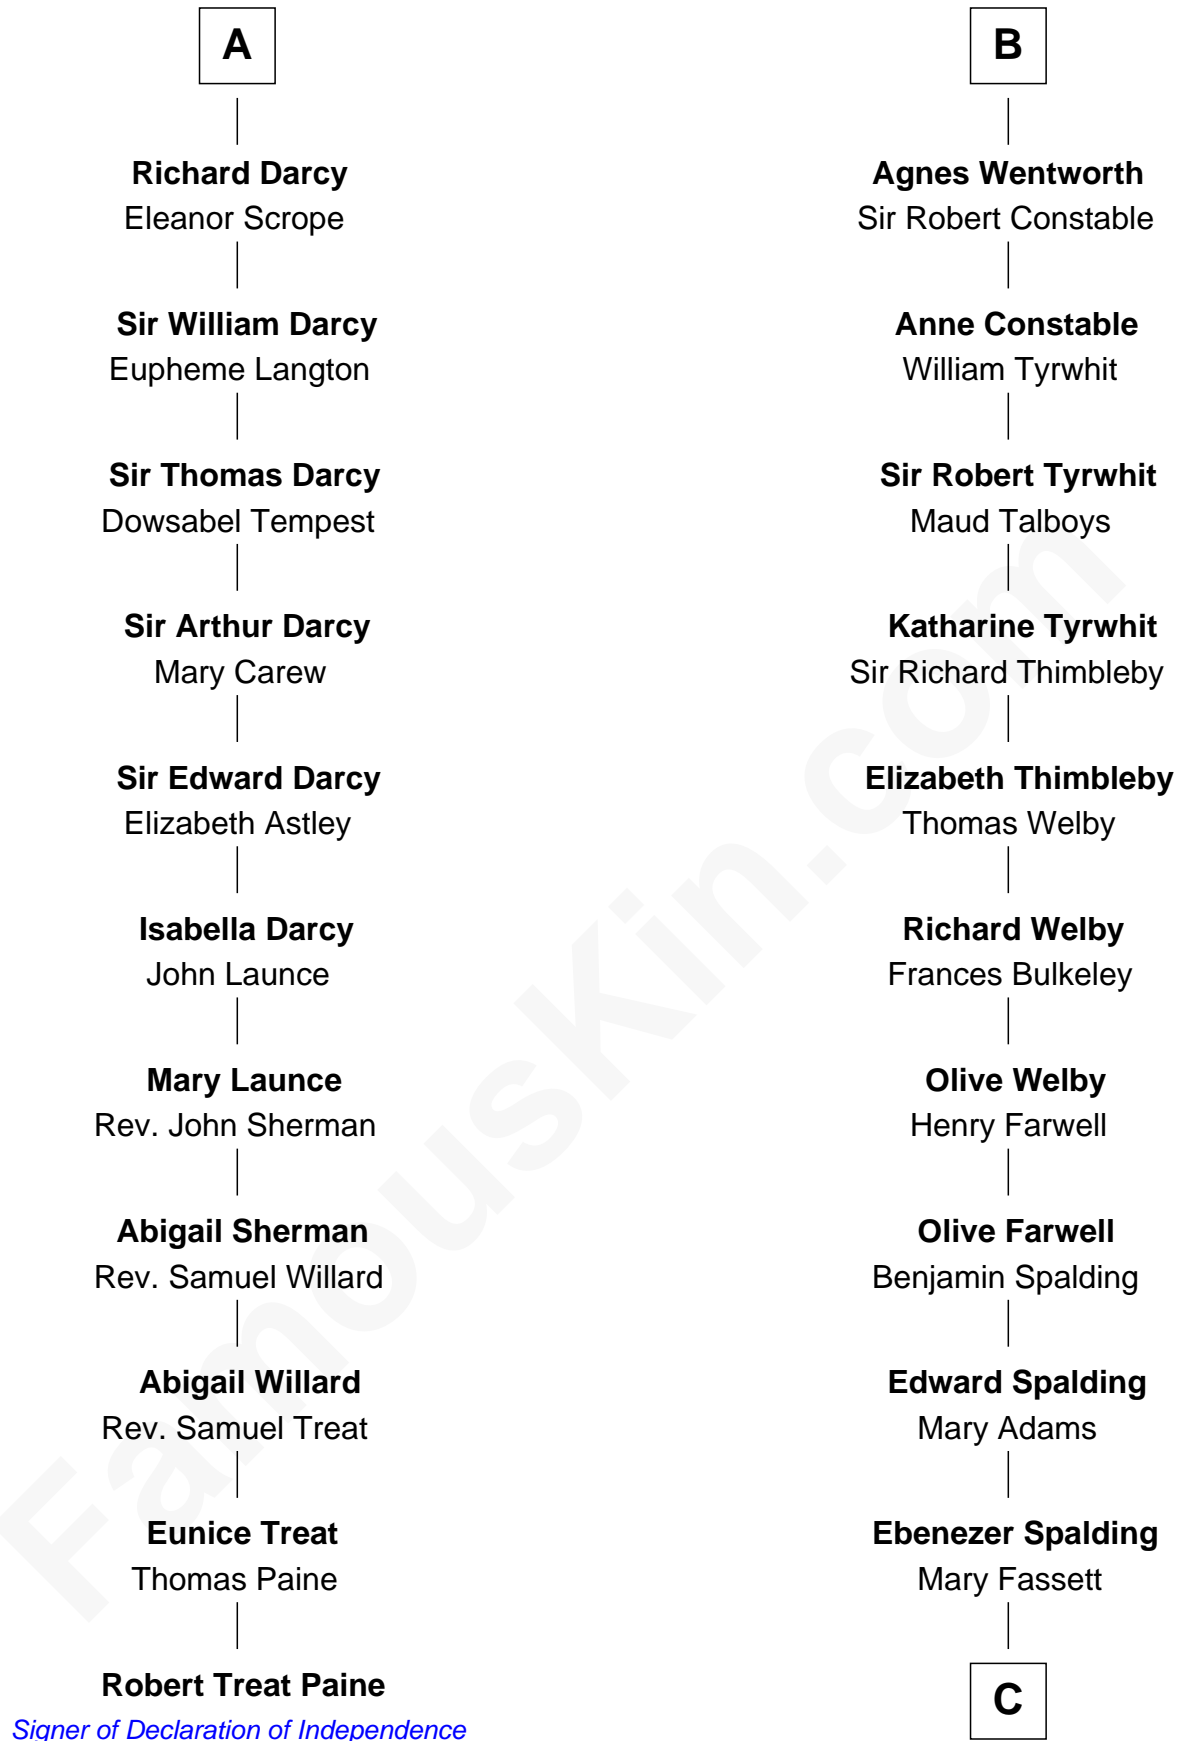 A
Richard Darcy
Eleanor Scrope
Sir William Darcy
Eupheme Langton
Sir Thomas Darcy
Dowsabel Tempest
Sir Arthur Darcy
Mary Carew
Sir Edward Darcy
Elizabeth Astley
Isabella Darcy
John Launce
Mary Launce
Rev. John Sherman
Abigail Sherman
Rev. Samuel Willard
Abigail Willard
Rev. Samuel Treat
Eunice Treat
Thomas Paine
Robert Treat Paine
Signer of Declaration of Independence
B
Agnes Wentworth
Sir Robert Constable
Anne Constable
William Tyrwhit
Sir Robert Tyrwhit
Maud Talboys
Katharine Tyrwhit
Sir Richard Thimbleby
Elizabeth Thimbleby
Thomas Welby
Richard Welby
Frances Bulkeley
Olive Welby
Henry Farwell
Olive Farwell
Benjamin Spalding
Edward Spalding
Mary Adams
Ebenezer Spalding
Mary Fassett
C
FamousKin.com